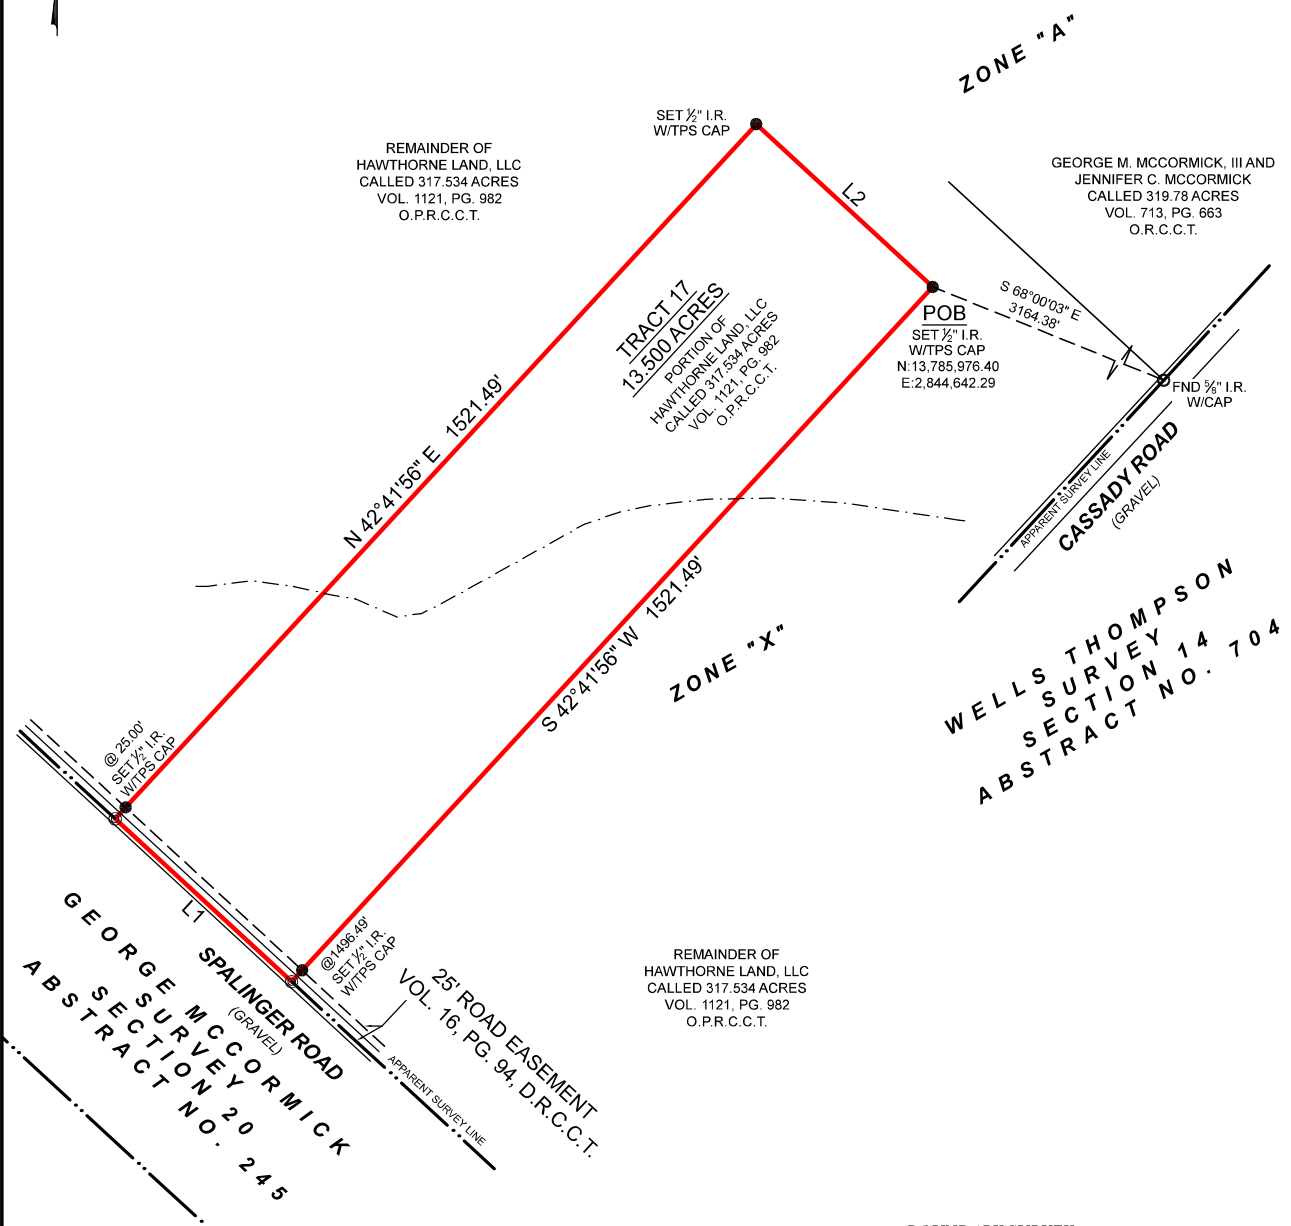 ZONE "A"
SET ½" I.R.
W/TPS CAP
REMAINDER OF
HAWTHORNE LAND, LLC
CALLED 317.534 ACRES
VOL. 1121, PG. 982
O.P.R.C.C.T.
GEORGE M. MCCORMICK, III AND
JENNIFER C. MCCORMICK
CALLED 319.78 ACRES
VOL. 713, PG. 663
O.R.C.C.T.
L2
S 68°00'03" E
3164.38'
TRACT 17
13.500 ACRES
PORTION OF
HAWTHORNE LAND, LLC
CALLED 317.534 ACRES
VOL. 1121, PG. 982
O.P.R.C.C.T.
POB
SET ½" I.R.
W/TPS CAP
N:13,785,976.40
E:2,844,642.29
FND ⅝" I.R.
W/CAP
N 42°41'56" E 1521.49'
APPARENT SURVEY LINE
CASSADY ROAD
(GRAVEL)
S 42°41'56" W 1521.49'
ZONE "X"
WELLS THOMPSON
SURVEY
SECTION 14
ABSTRACT NO. 704
@ 25.00'
SET ½" I.R.
W/TPS CAP
L1
@1496.49'
SET ½" I.R.
W/TPS CAP
SPALINGER ROAD
(GRAVEL)
GEORGE MCCORMICK
SURVEY
SECTION 20
ABSTRACT NO. 245
25' ROAD EASEMENT
VOL. 16, PG. 94, D.R.C.C.T.
APPARENT SURVEY LINE
REMAINDER OF
HAWTHORNE LAND, LLC
CALLED 317.534 ACRES
VOL. 1121, PG. 982
O.P.R.C.C.T.